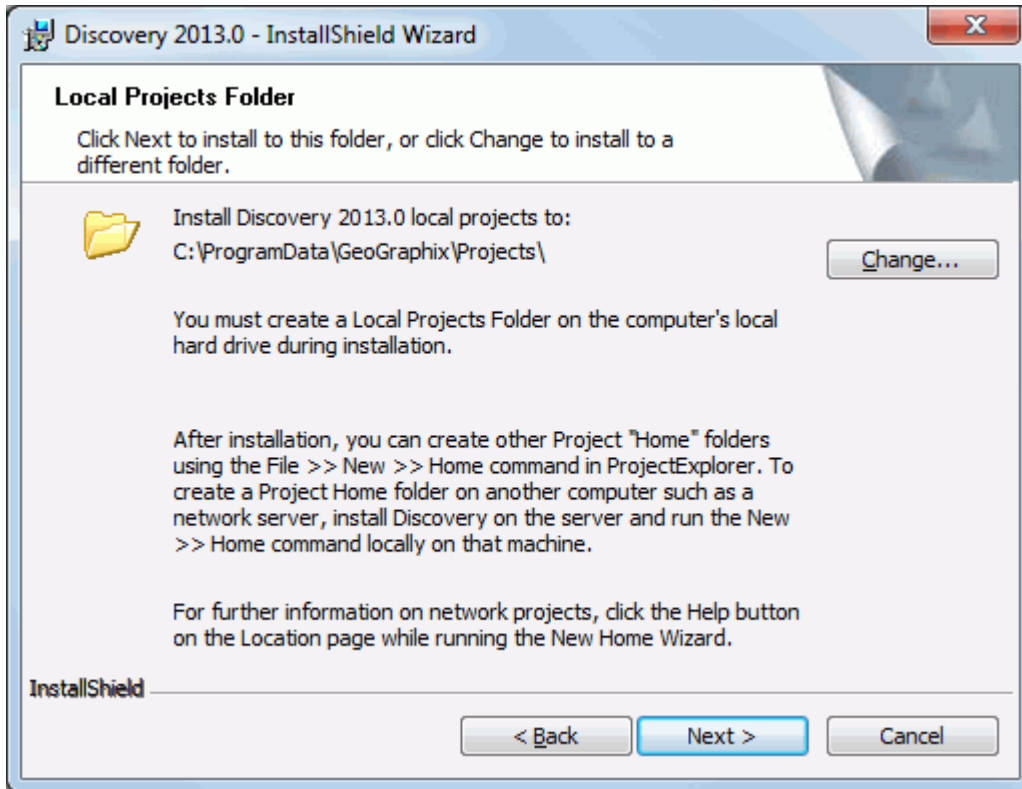 Discovery 2013.0 - InstallShield Wizard
Local Projects Folder
Click Next to install to this folder, or click Change to install to a
different folder.
Install Discovery 2013.0 local projects to:
C:\ProgramData\GeoGraphix\Projects\
Change...
You must create a Local Projects Folder on the computer's local
hard drive during installation.
After installation, you can create other Project "Home" folders
using the File >> New >> Home command in ProjectExplorer. To
create a Project Home folder on another computer such as a
network server, install Discovery on the server and run the New
>> Home command locally on that machine.
For further information on network projects, click the Help button
on the Location page while running the New Home Wizard.
InstallShield
< Back
Next >
Cancel